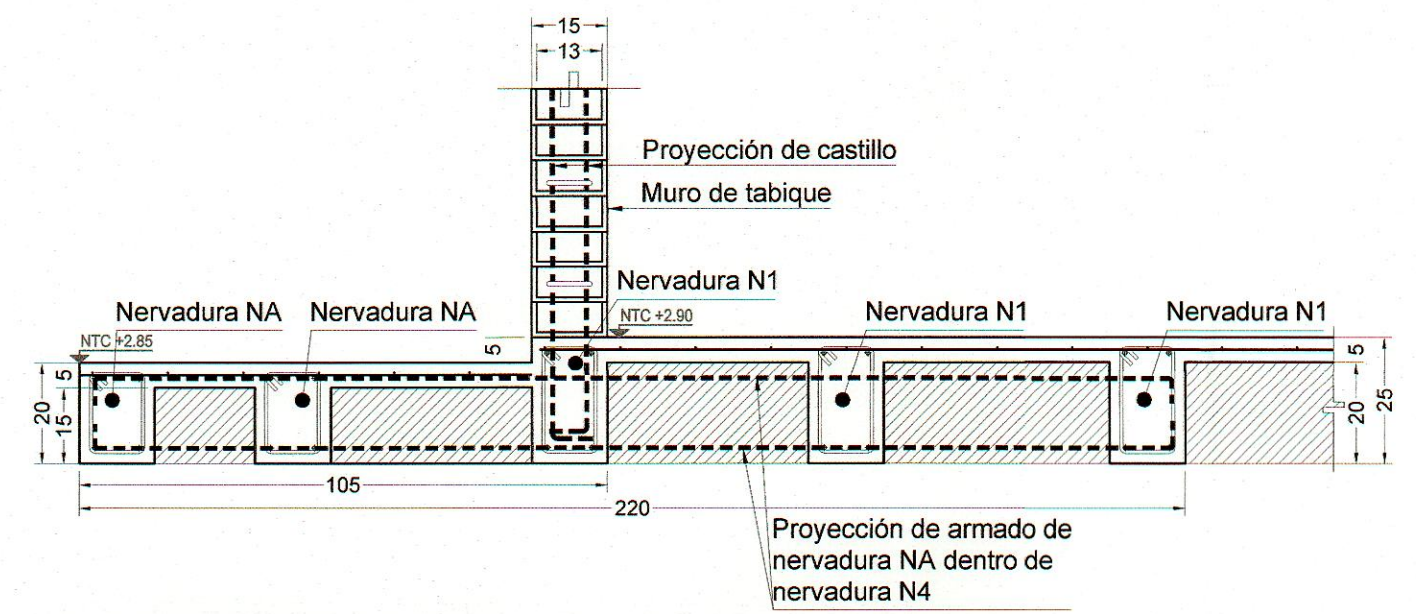 15
13
Proyección de castillo
Muro de tabique
Nervadura N1
Nervadura NA
Nervadura NA
NTC +2.90
Nervadura N1
Nervadura N1
NTC +2.85
5
5
5
20
15
20
25
105
220
Proyección de armado de
nervadura NA dentro de
nervadura N4